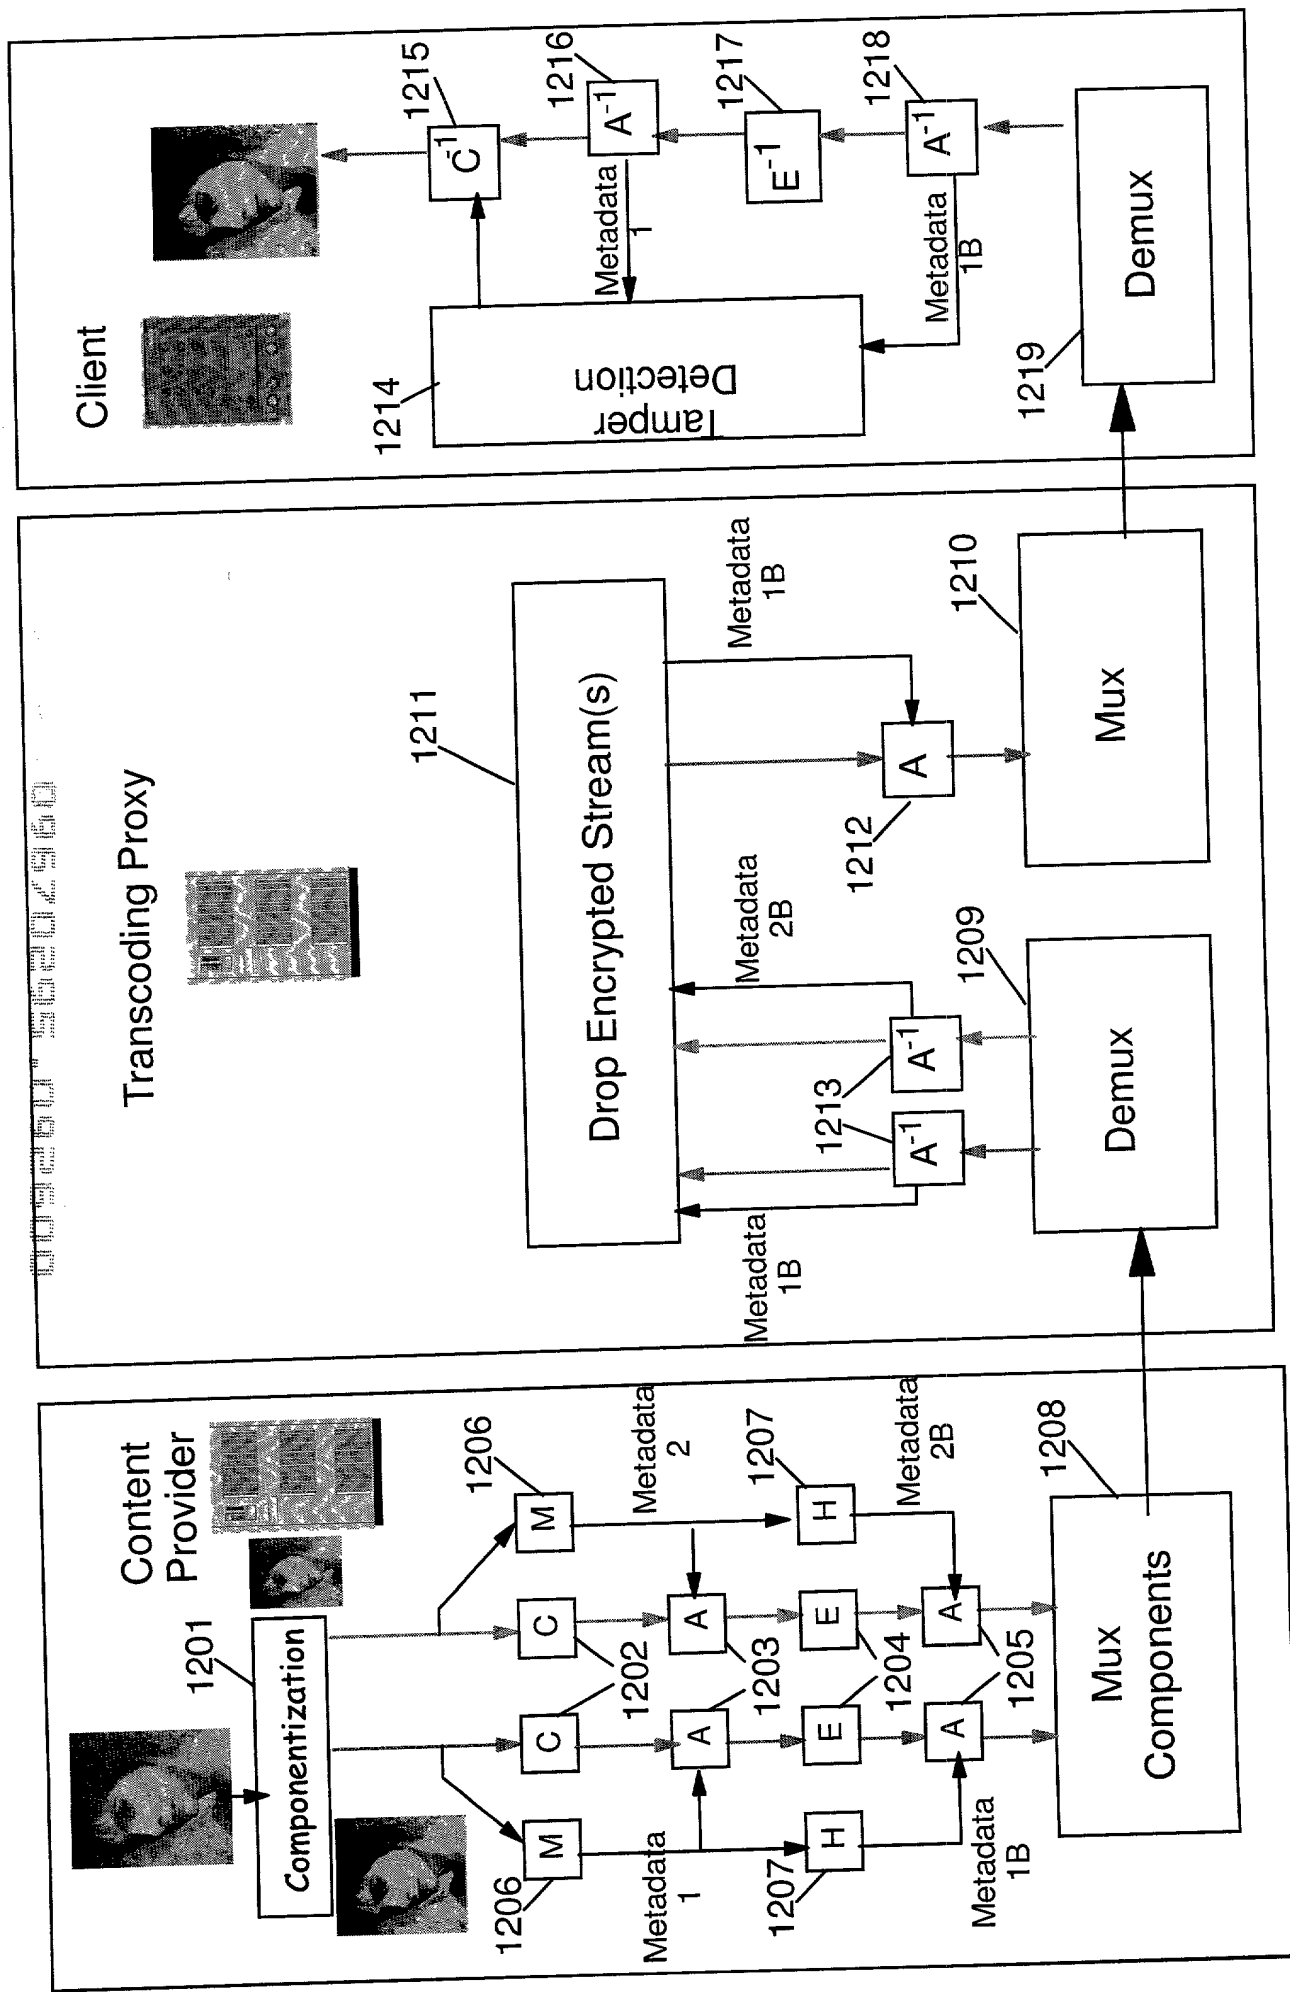 Content
Provider
1201
Componentization
1206
M
C
C
M
1206
1202
Metadata
1
Metadata
2
A
A
1203
1207
H
E
E
H
1207
1204
Metadata
1B
Metadata
2B
A
A
1205
1208
Mux
Components
Transcoding Proxy
1211
Drop Encrypted Stream(s)
Metadata
1B
Metadata
2B
Metadata
1B
1213
A-1
A-1
1212
A
1209
Demux
1210
Mux
Client
1215
C-1
1214
Tamper
Detection
Metadata
1
A-1
1216
E-1
1217
Metadata
1B
A-1
1218
1219
Demux